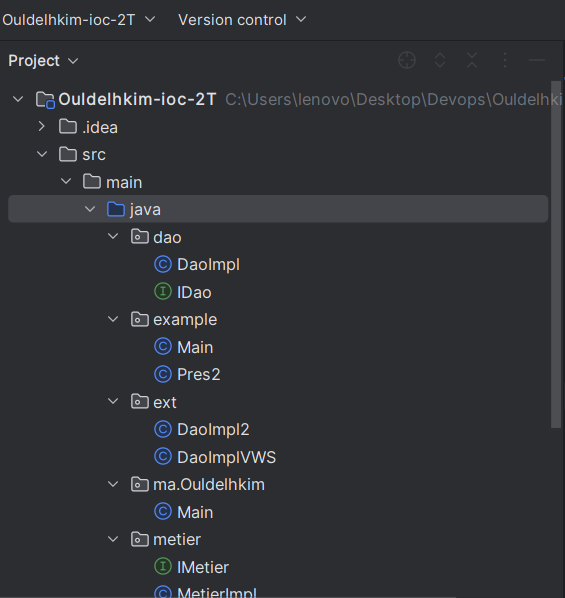 Ouldelhkim-ioc-2T Version control
Project
Ouldelhkim-ioc-2T C:\Users\lenovo\Desktop\Devops\Ouldelhki
.idea
src
main
java
dao
DaoImpl
IDao
example
Main
Pres2
ext
DaoImpl2
DaoImplVWS
ma.Ouldelhkim
Main
metier
IMetier
MetierImpl